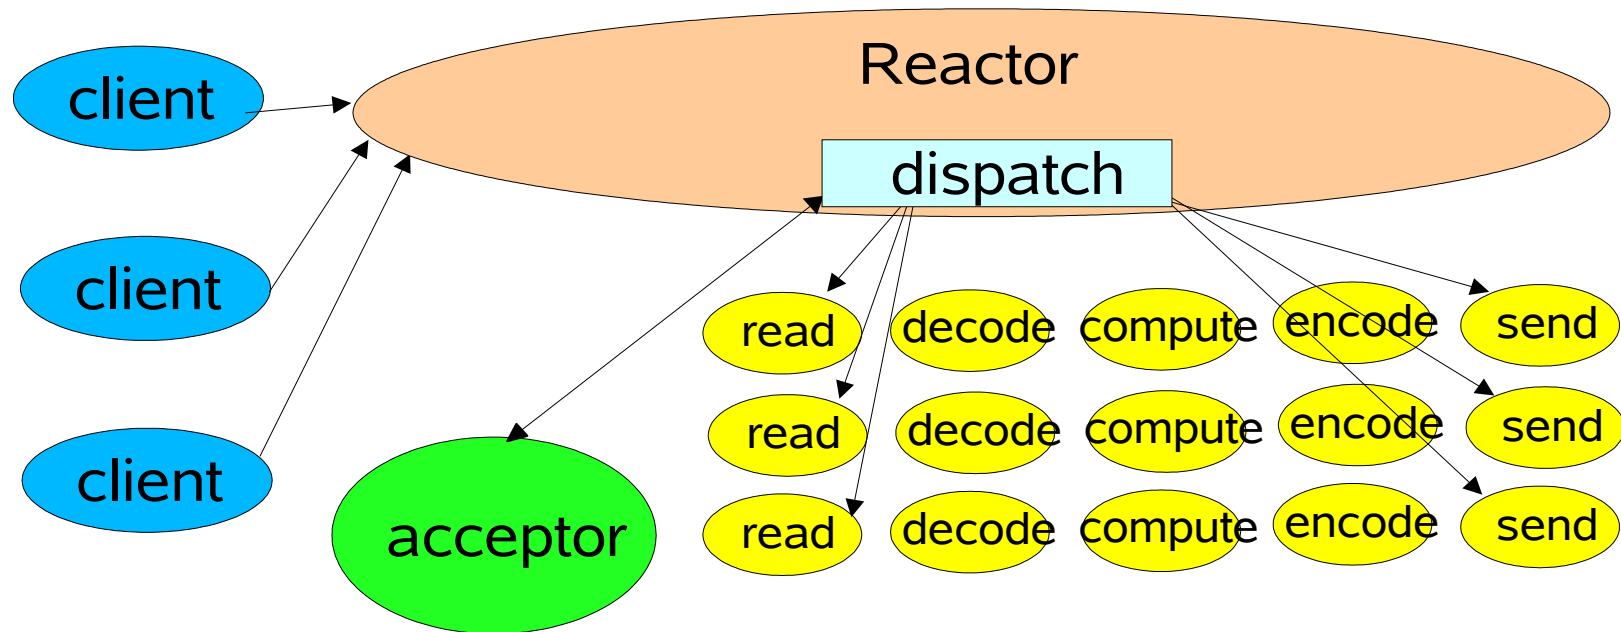 Reactor
client
dispatch
client
read decode compute encode send
read decode compute encode send
client
acceptor
read decode compute encode send